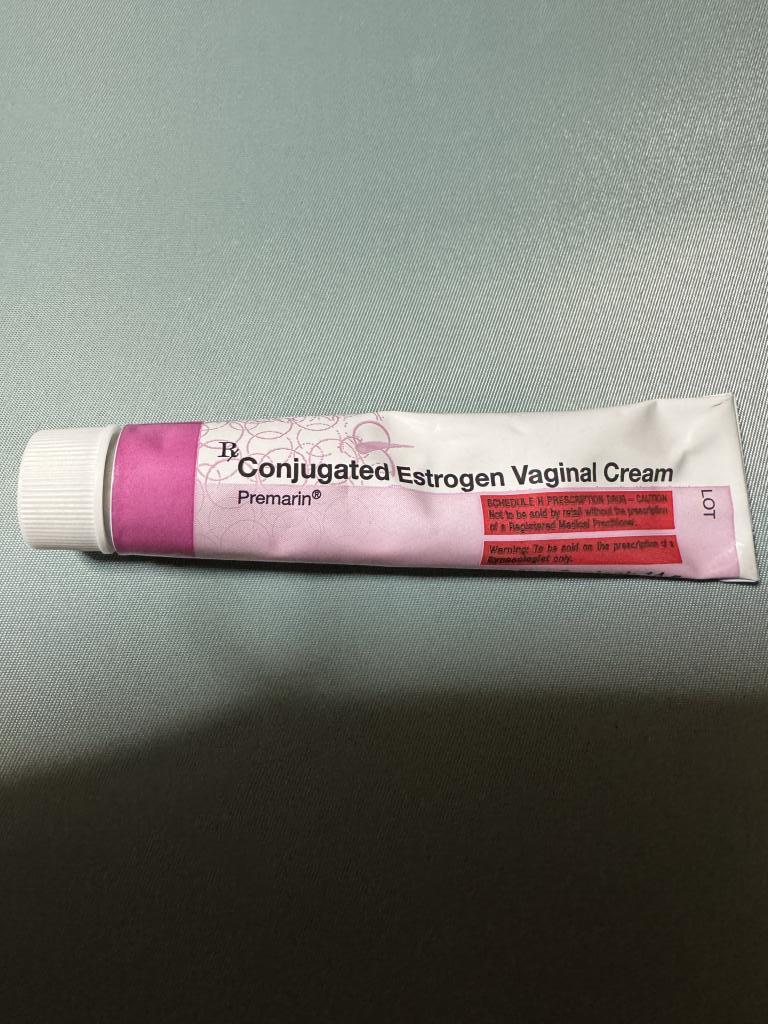 ℞
Conjugated Estrogen Vaginal Cream
Premarin®
SCHEDULE H PRESCRIPTION DRUG – CAUTION
Not to be sold by retail without the prescription
of a Registered Medical Practitioner.
Warning: To be sold on the prescription of a
Gynaecologist only.
LOT